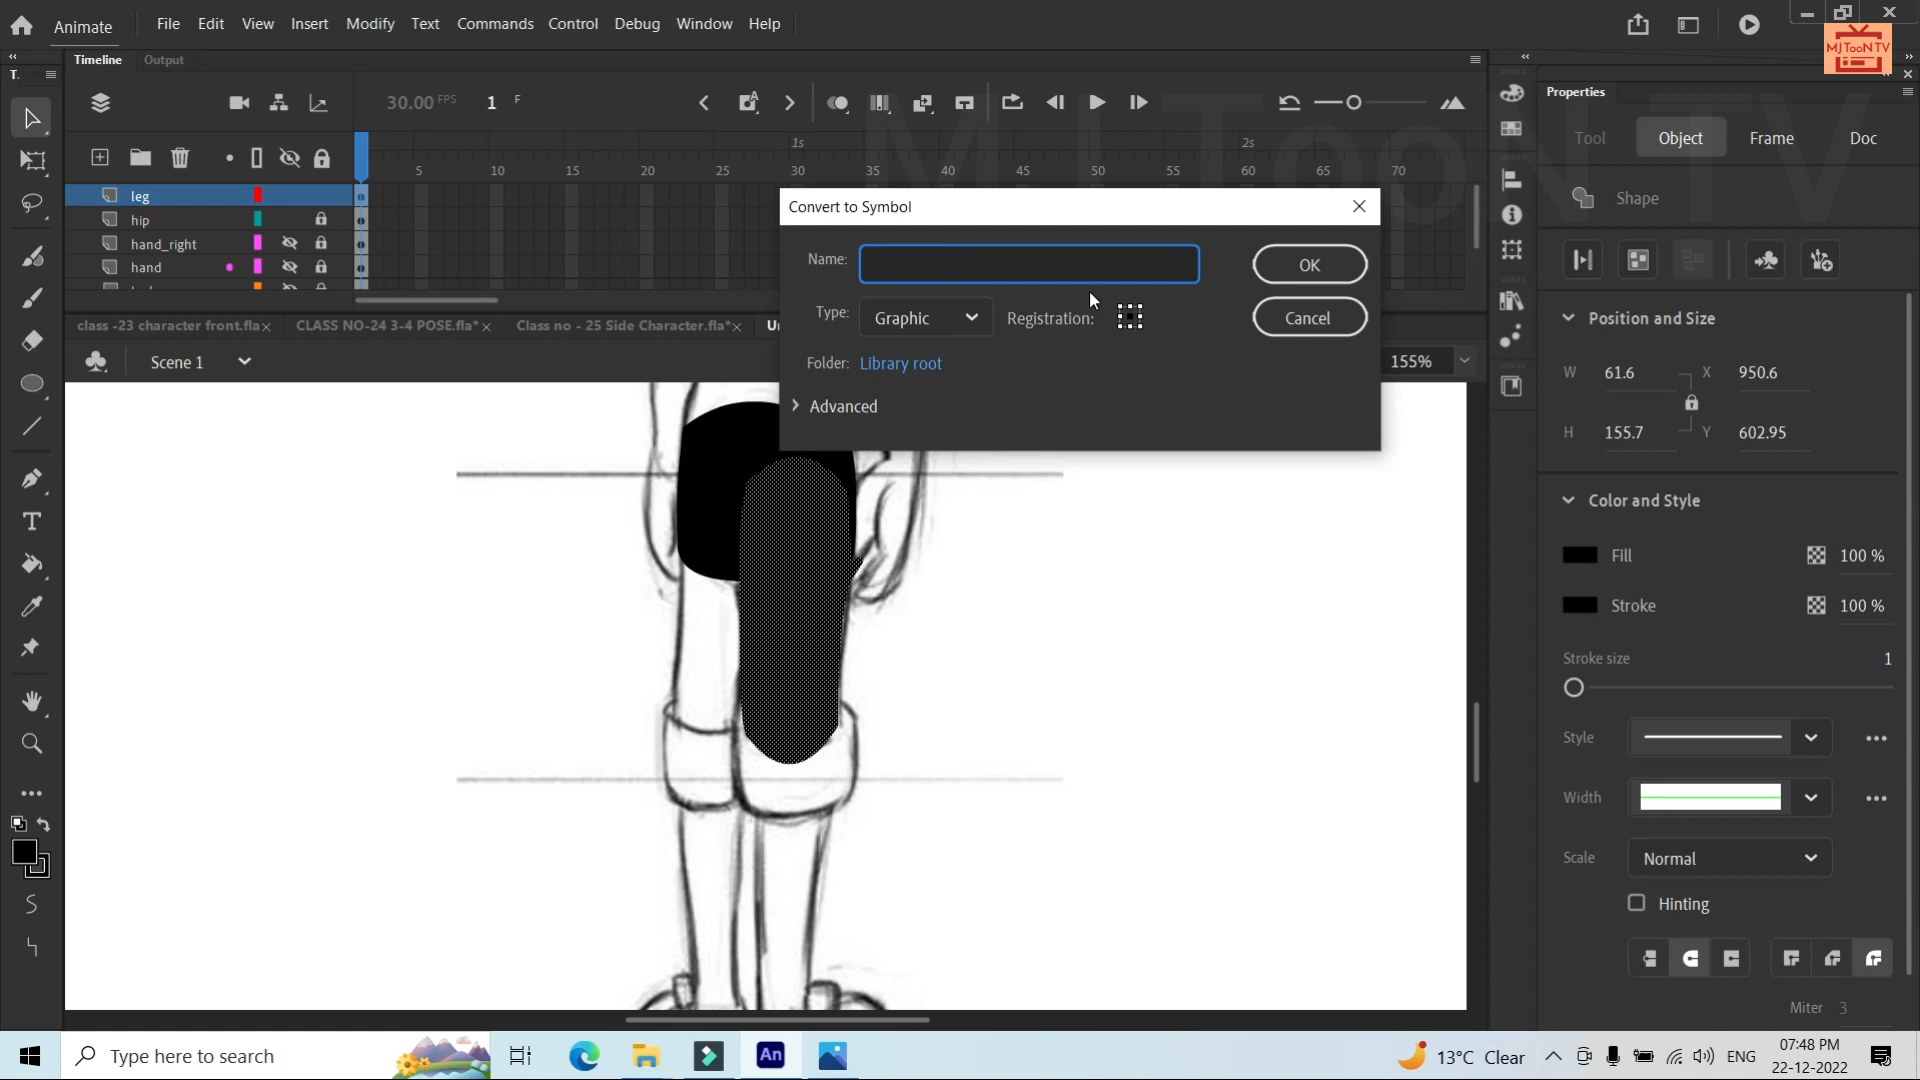 Animate
File Edit View Insert Modify Text Commands Control Debug Window Help
MJTooN TV
Timeline Output
T.
Properties
30.00 FPS 1 F
Tool Object Frame Doc
1s 2s
5 10 15 20 25 30 35 40 45 50 55 60 65 70
leg
hip
hand_right
hand
Shape
Convert to Symbol
Name: OK
Type: Graphic Registration: Cancel
Folder: Library root
Advanced
class -23 character front.fla× CLASS NO-24 3-4 POSE.fla* × Class no - 25 Side Character.fla*× Un
Scene 1 155%
Position and Size
W 61.6 X 950.6
H 155.7 Y 602.95
Color and Style
Fill 100 %
Stroke 100 %
Stroke size 1
Style
Width
Scale Normal
Hinting
Miter 3
MJTooN TV
Type here to search
An
13°C Clear
ENG
07:48 PM
22-12-2022